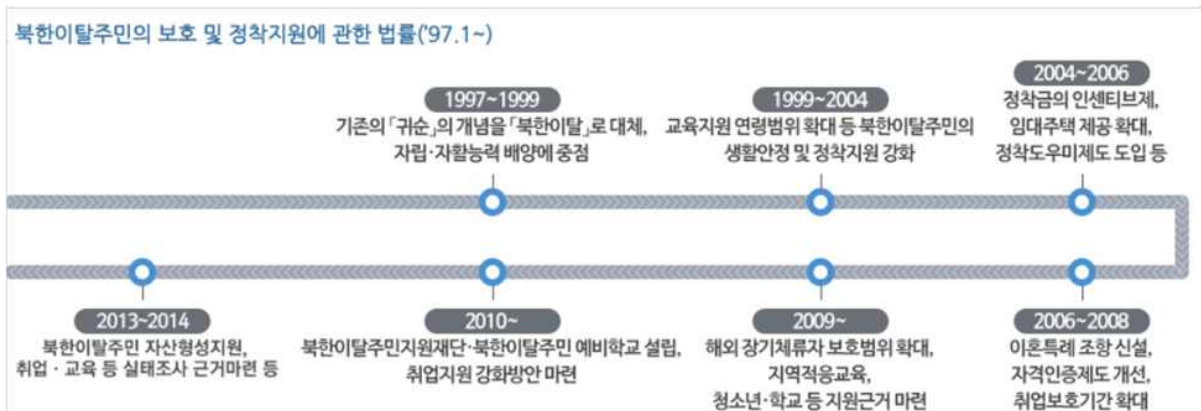 북한이탈주민의 보호 및 정착지원에 관한 법률('97.1~)
1997~1999
기존의 「귀순」의 개념을 「북한이탈」로 대체,
자립·자활능력 배양에 중점
1999~2004
교육지원 연령범위 확대 등 북한이탈주민의
생활안정 및 정착지원 강화
2004~2006
정착금의 인센티브제,
임대주택 제공 확대,
정착도우미제도 도입 등
2006~2008
이혼특례 조항 신설,
자격인증제도 개선,
취업보호기간 확대
2009~
해외 장기체류자 보호범위 확대,
지역적응교육,
청소년·학교 등 지원근거 마련
2010~
북한이탈주민지원재단·북한이탈주민 예비학교 설립,
취업지원 강화방안 마련
2013~2014
북한이탈주민 자산형성지원,
취업·교육 등 실태조사 근거마련 등